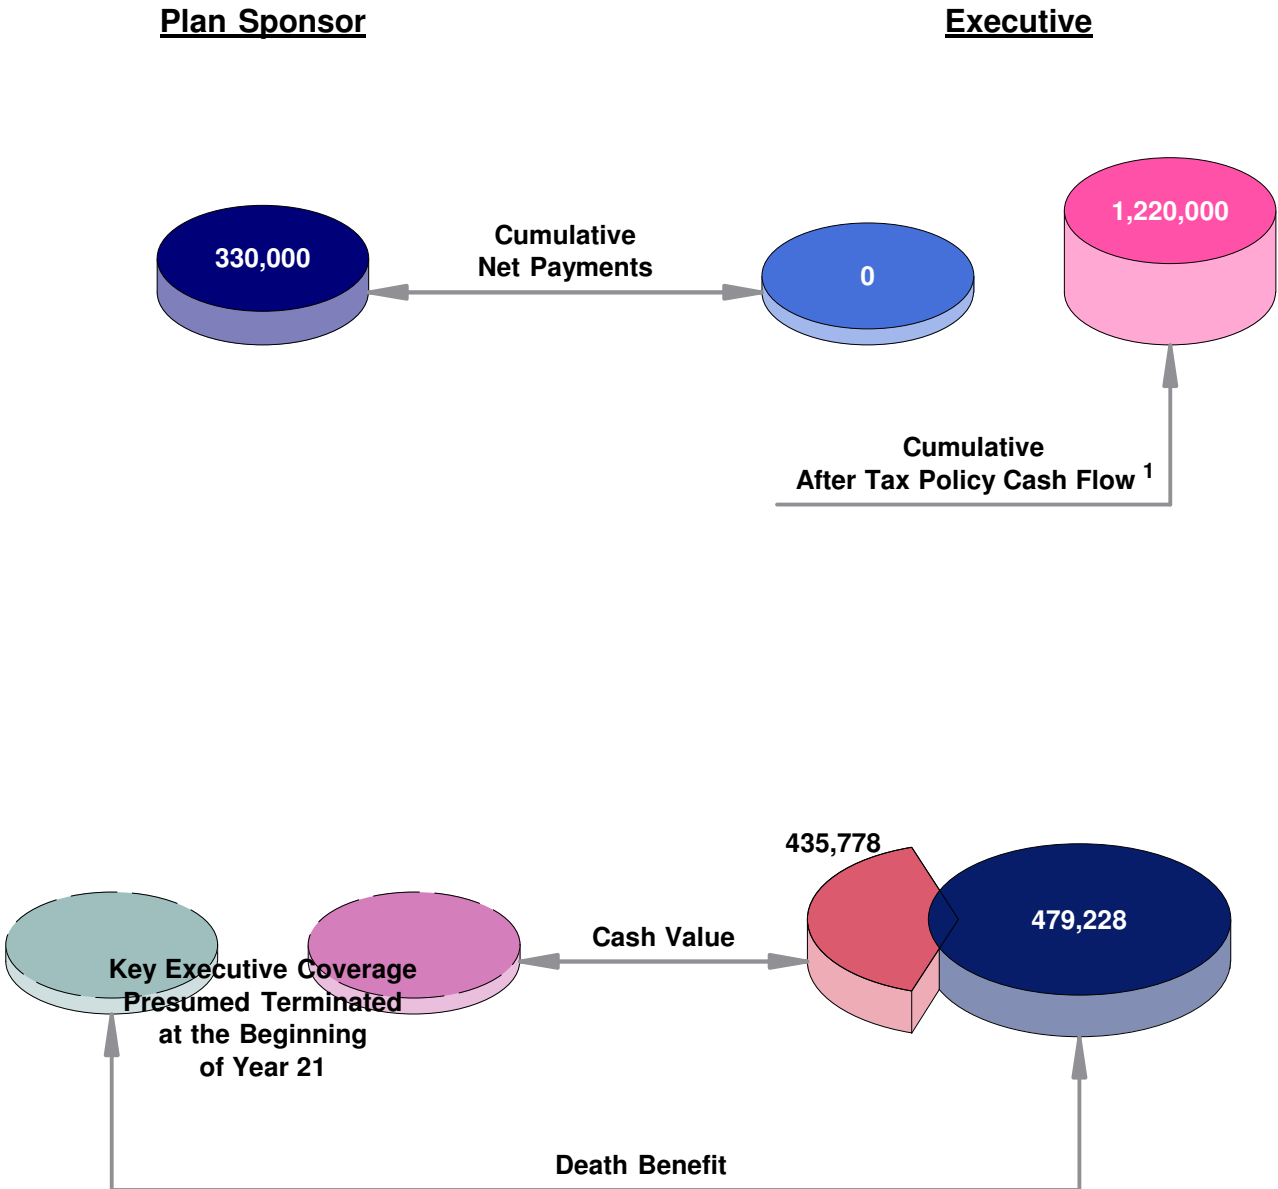 Plan Sponsor
Executive
330,000
Cumulative
Net Payments
0
1,220,000
Cumulative
After Tax Policy Cash Flow 1
435,778
479,228
Cash Value
Key Executive Coverage
Presumed Terminated
at the Beginning
of Year 21
Death Benefit